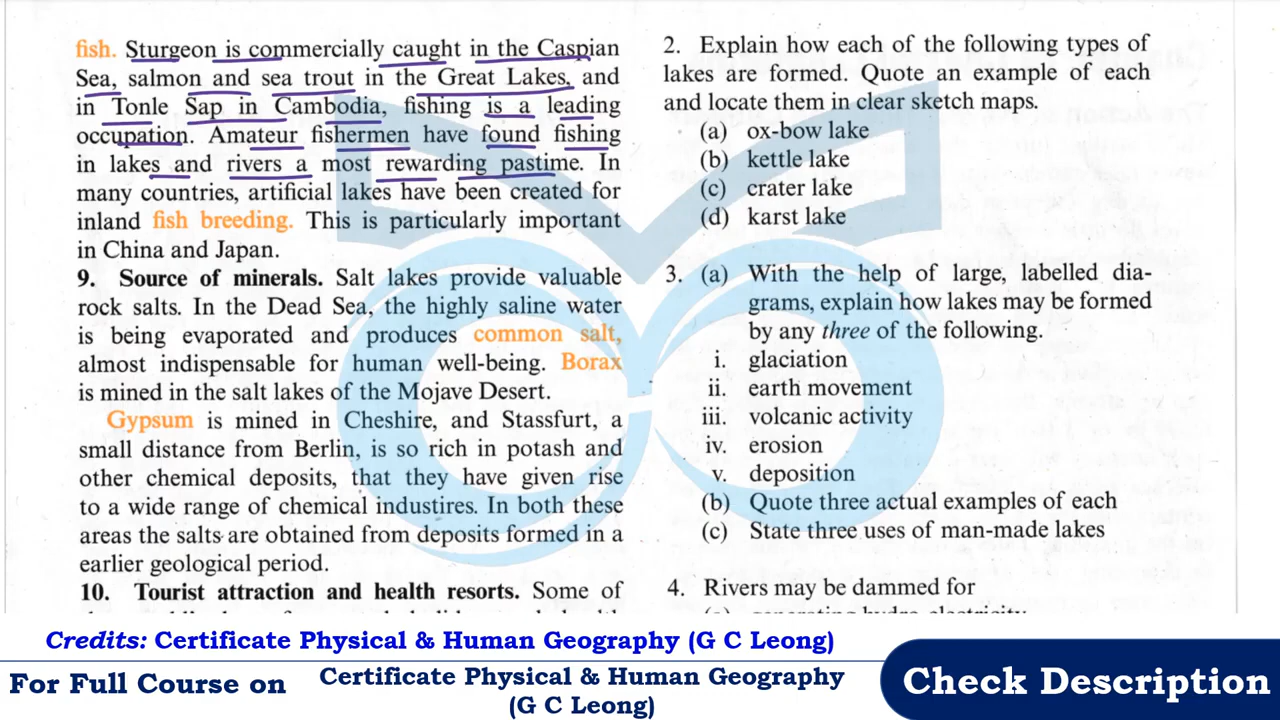 fish. Sturgeon is commercially caught in the Caspian
Sea, salmon and sea trout in the Great Lakes, and
in Tonle Sap in Cambodia, fishing is a leading
occupation. Amateur fishermen have found fishing
in lakes and rivers a most rewarding pastime. In
many countries, artificial lakes have been created for
inland fish breeding. This is particularly important
in China and Japan.
9. Source of minerals. Salt lakes provide valuable
rock salts. In the Dead Sea, the highly saline water
is being evaporated and produces common salt,
almost indispensable for human well-being. Borax
is mined in the salt lakes of the Mojave Desert.
Gypsum is mined in Cheshire, and Stassfurt, a
small distance from Berlin, is so rich in potash and
other chemical deposits, that they have given rise
to a wide range of chemical industires. In both these
areas the salts are obtained from deposits formed in a
earlier geological period.
10. Tourist attraction and health resorts. Some of
2. Explain how each of the following types of
lakes are formed. Quote an example of each
and locate them in clear sketch maps.
(a) ox-bow lake
(b) kettle lake
(c) crater lake
(d) karst lake
3. (a) With the help of large, labelled dia-
grams, explain how lakes may be formed
by any three of the following.
i. glaciation
ii. earth movement
iii. volcanic activity
iv. erosion
v. deposition
(b) Quote three actual examples of each
(c) State three uses of man-made lakes
4. Rivers may be dammed for
Credits: Certificate Physical & Human Geography (G C Leong)
For Full Course on
Certificate Physical & Human Geography
(G C Leong)
Check Description